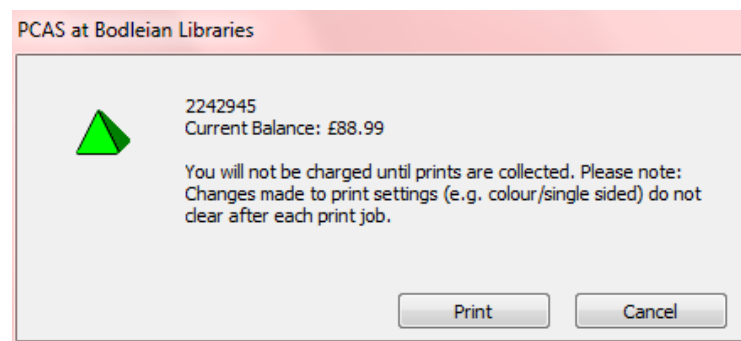 PCAS at Bodleian Libraries
2242945
Current Balance: £88.99
You will not be charged until prints are collected. Please note:
Changes made to print settings (e.g. colour/single sided) do not
clear after each print job.
Print
Cancel